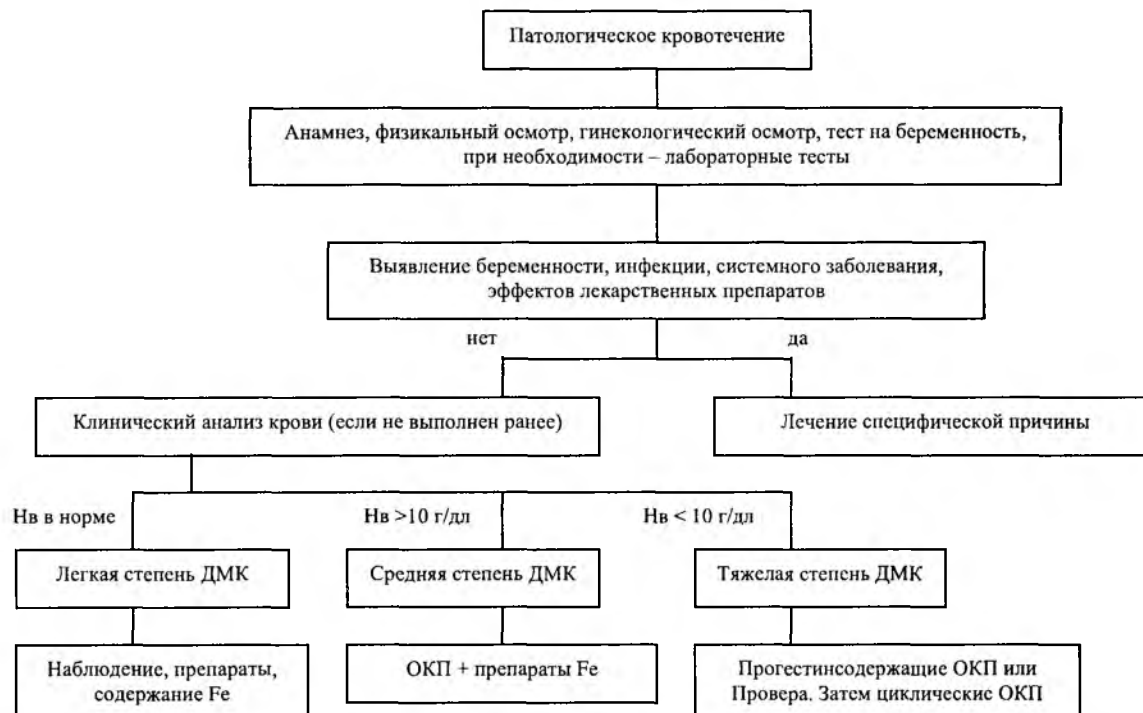 Патологическое кровотечение
Анамнез, физикальный осмотр, гинекологический осмотр, тест на беременность,
при необходимости – лабораторные тесты
Выявление беременности, инфекции, системного заболевания,
эффектов лекарственных препаратов
нет
да
Клинический анализ крови (если не выполнен ранее)
Лечение специфической причины
Нв в норме
Нв >10 г/дл
Нв < 10 г/дл
Легкая степень ДМК
Средняя степень ДМК
Тяжелая степень ДМК
Наблюдение, препараты,
содержание Fe
ОКП + препараты Fe
Прогестинсодержащие ОКП или
Провера. Затем циклические ОКП